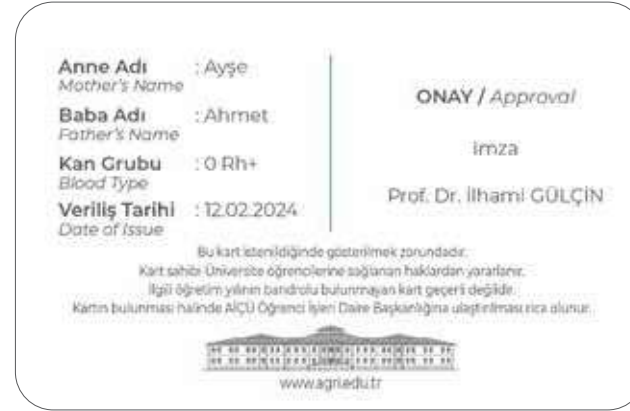 Anne Adı : Ayşe
Mother's Name
Baba Adı : Ahmet
Father's Name
Kan Grubu : 0 Rh+
Blood Type
Veriliş Tarihi : 12.02.2024
Date of Issue
ONAY / Approval
imza
Prof. Dr. İlhami GÜLÇİN
Bu kart istenildiğinde gösterilmek zorundadır.
Kart sahibi Üniversite öğrencilerine sağlanan haklardan yararlanır.
İlgili öğretim yılının bandrolü bulunmayan kart geçerli değildir.
Kartın bulunması halinde AİÇÜ Öğrenci İşleri Daire Başkanlığına ulaştırılması rica olunur.
www.agri.edu.tr